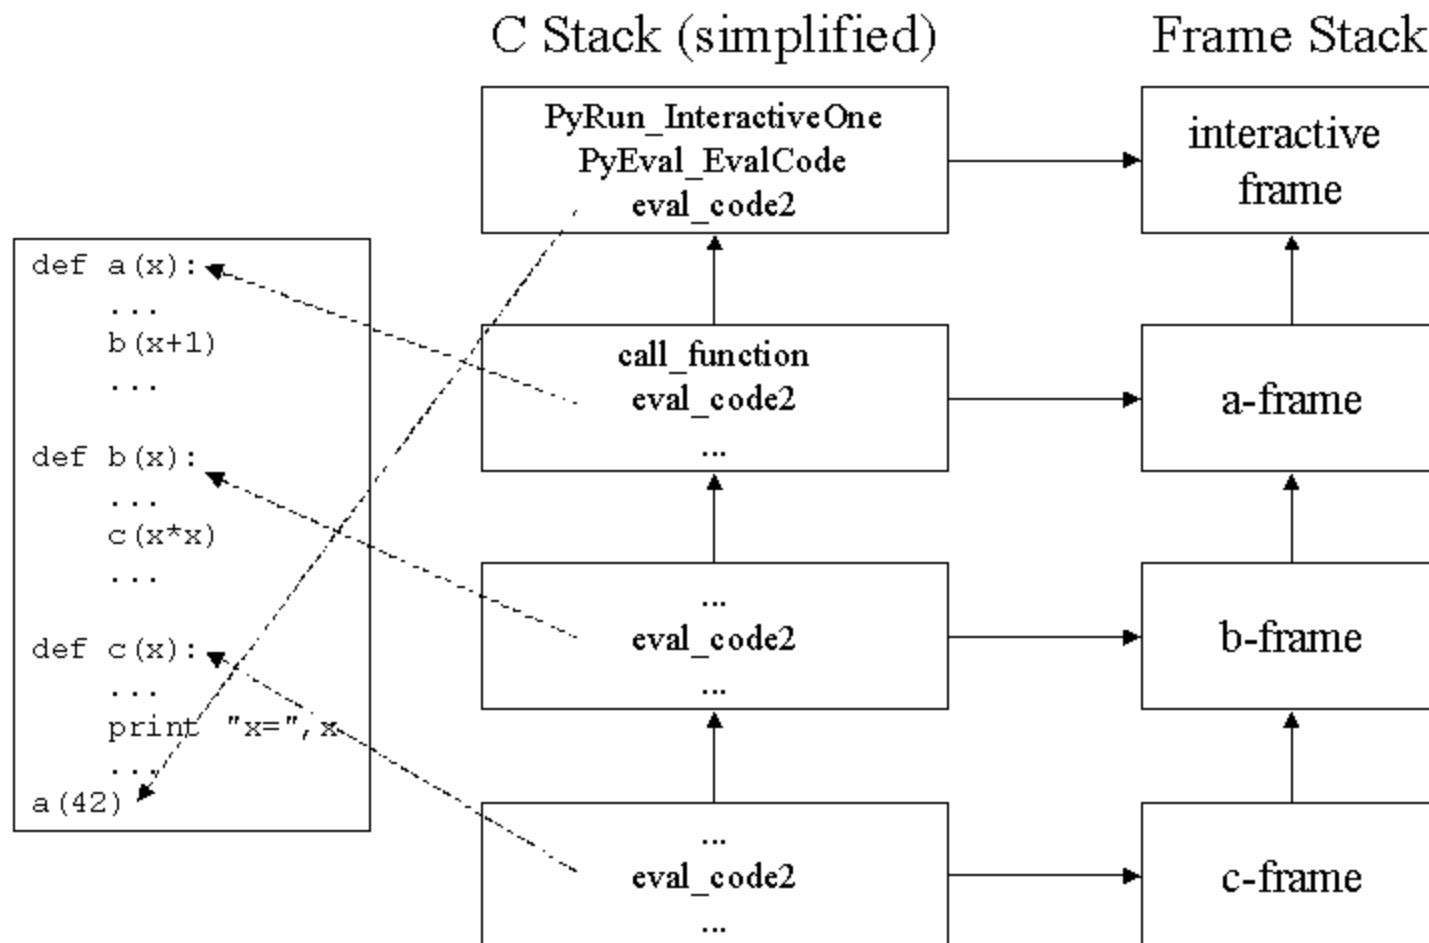 C Stack (simplified)
Frame Stack
PyRun_InteractiveOne
PyEval_EvalCode
eval_code2
interactive
frame
def a(x):
...
b(x+1)
...
def b(x):
...
c(x*x)
...
def c(x):
...
print "x=",x
...
a(42)
call_function
eval_code2
...
a-frame
...
eval_code2
...
b-frame
...
eval_code2
...
c-frame